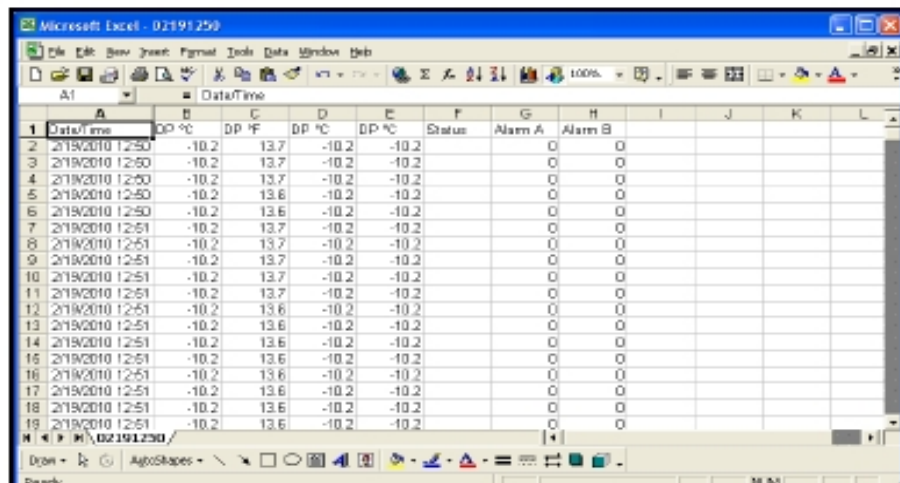 Microsoft Excel - 02191250
File Edit View Insert Format Tools Data Window Help
100%
A1 = Date/Time
A B C D E F G H I J K L
1 Date/Time DP °C DP °F DP °C DP °C Status Alarm A Alarm B
2 2/19/2010 12:50 -10.2 13.7 -10.2 -10.2 0 0
3 2/19/2010 12:50 -10.2 13.7 -10.2 -10.2 0 0
4 2/19/2010 12:50 -10.2 13.7 -10.2 -10.2 0 0
5 2/19/2010 12:50 -10.2 13.6 -10.2 -10.2 0 0
6 2/19/2010 12:50 -10.2 13.6 -10.2 -10.2 0 0
7 2/19/2010 12:51 -10.2 13.7 -10.2 -10.2 0 0
8 2/19/2010 12:51 -10.2 13.7 -10.2 -10.2 0 0
9 2/19/2010 12:51 -10.2 13.7 -10.2 -10.2 0 0
10 2/19/2010 12:51 -10.2 13.7 -10.2 -10.2 0 0
11 2/19/2010 12:51 -10.2 13.7 -10.2 -10.2 0 0
12 2/19/2010 12:51 -10.2 13.6 -10.2 -10.2 0 0
13 2/19/2010 12:51 -10.2 13.6 -10.2 -10.2 0 0
14 2/19/2010 12:51 -10.2 13.6 -10.2 -10.2 0 0
15 2/19/2010 12:51 -10.2 13.6 -10.2 -10.2 0 0
16 2/19/2010 12:51 -10.2 13.6 -10.2 -10.2 0 0
17 2/19/2010 12:51 -10.2 13.6 -10.2 -10.2 0 0
18 2/19/2010 12:51 -10.2 13.6 -10.2 -10.2 0 0
19 2/19/2010 12:51 -10.2 13.6 -10.2 -10.2 0 0
02191250
Draw AutoShapes
Ready NUM